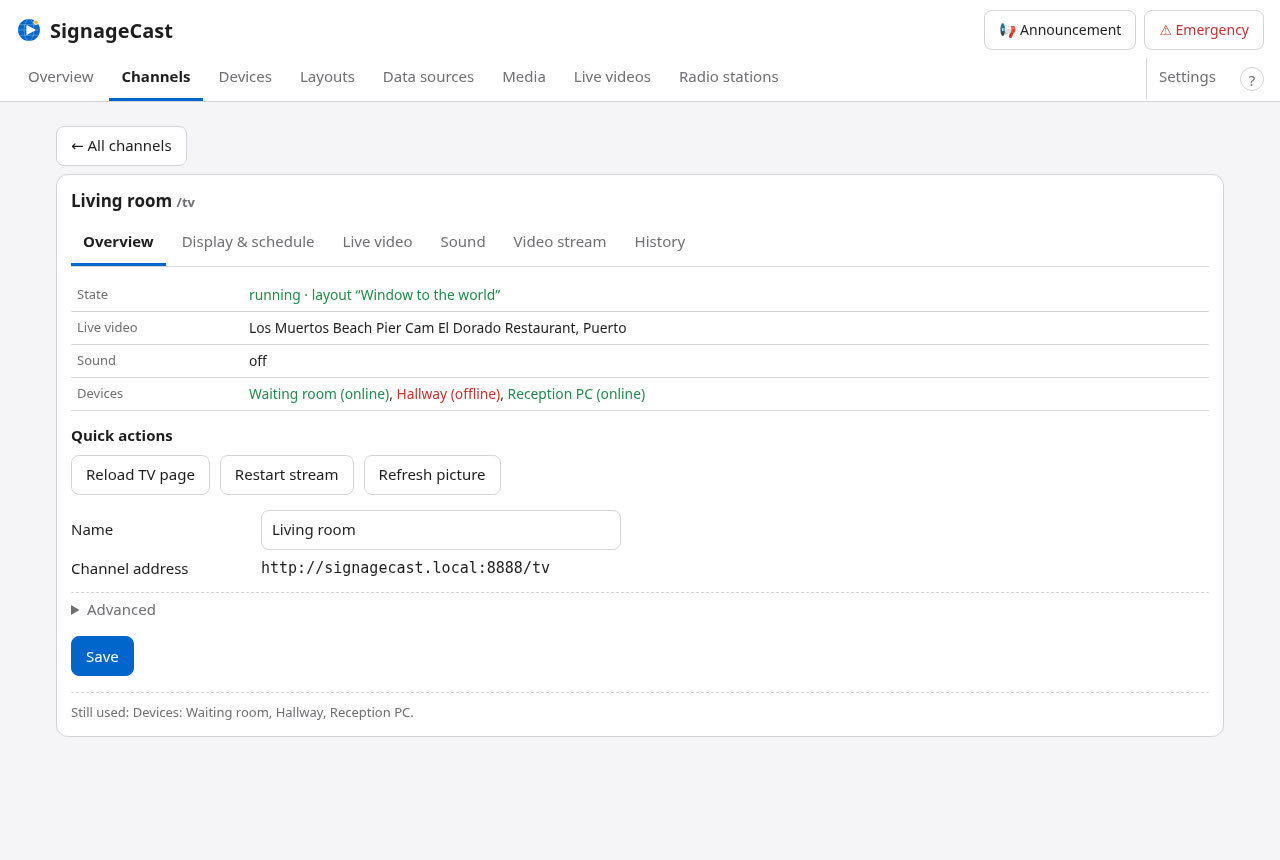 SignageCast
Announcement
⚠ Emergency
Overview
Channels
Devices
Layouts
Data sources
Media
Live videos
Radio stations
Settings
?
← All channels
Living room /tv
Overview
Display & schedule
Live video
Sound
Video stream
History
State running · layout “Window to the world”
Live video Los Muertos Beach Pier Cam El Dorado Restaurant, Puerto
Sound off
Devices Waiting room (online), Hallway (offline), Reception PC (online)
Quick actions
Reload TV page
Restart stream
Refresh picture
Name Living room
Channel address http://signagecast.local:8888/tv
Advanced
Save
Still used: Devices: Waiting room, Hallway, Reception PC.